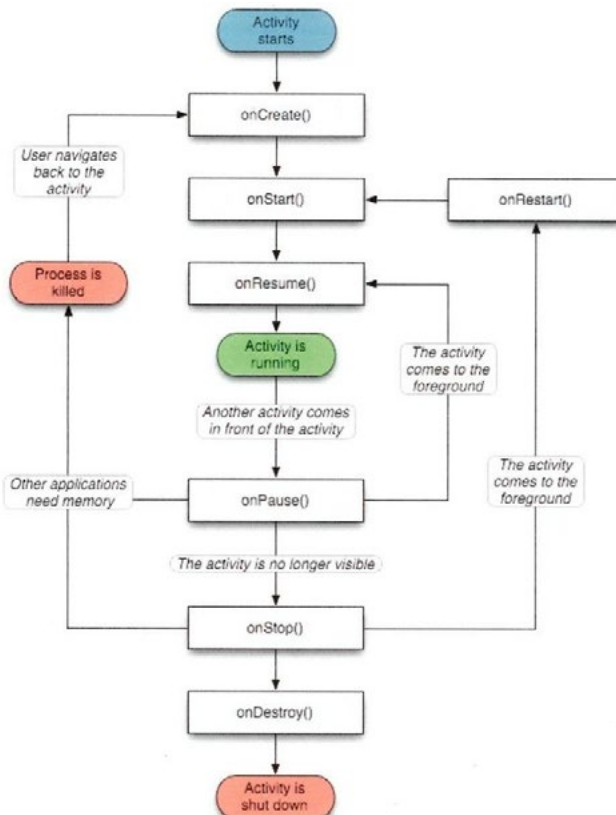 Activity
starts
onCreate()
User navigates
back to the
activity
onStart()
onRestart()
Process is
killed
onResume()
Activity is
running
The activity
comes to the
foreground
Another activity comes
in front of the activity
The activity
comes to the
foreground
Other applications
need memory
onPause()
The activity is no longer visible
onStop()
onDestroy()
Activity is
shut down